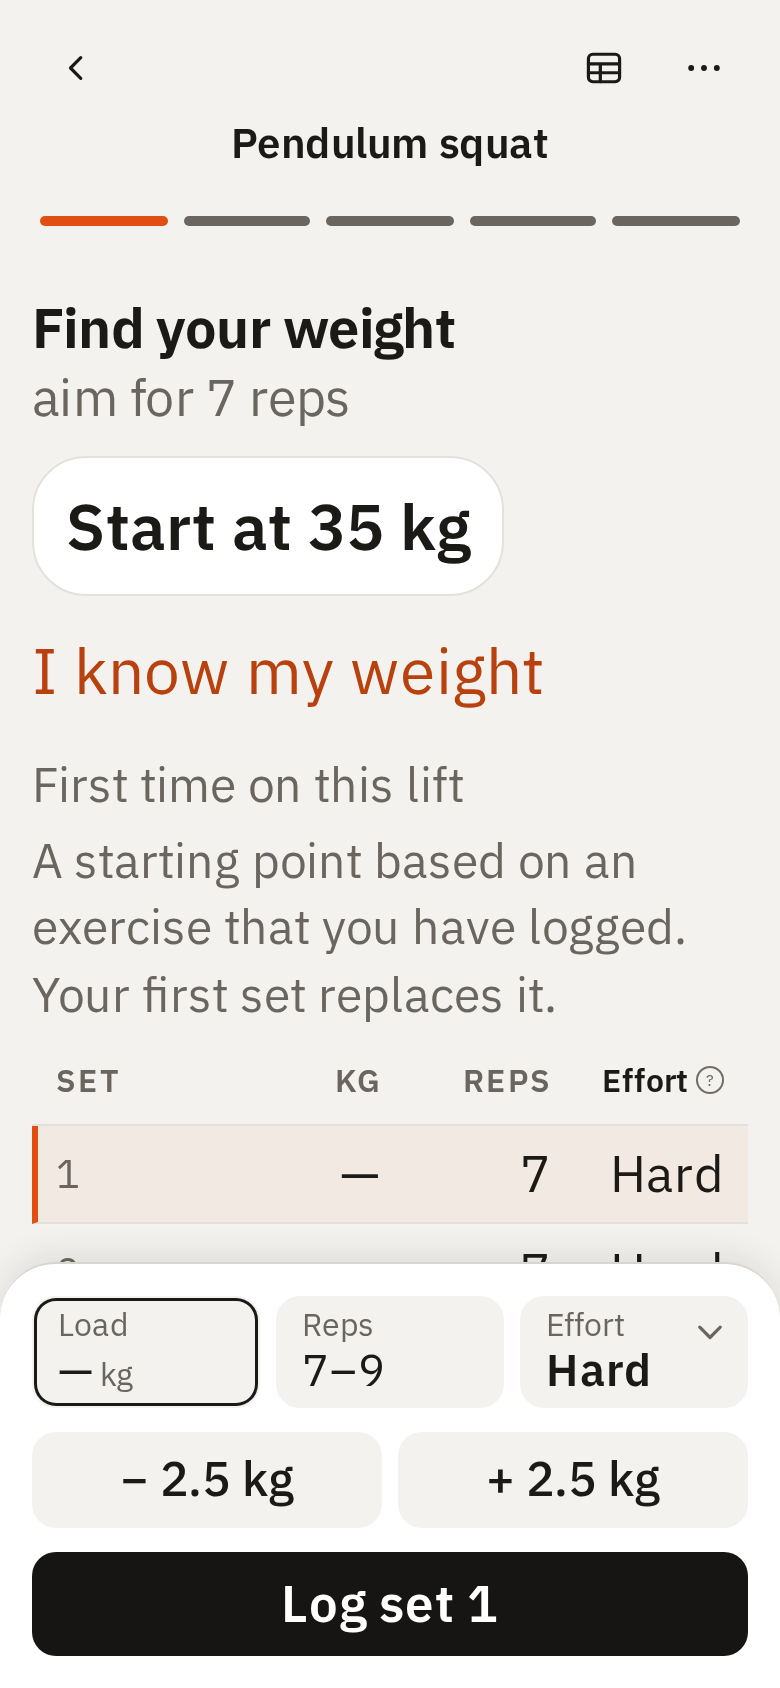 Pendulum squat
Find your weight
aim for 7 reps
Start at 35 kg
I know my weight
First time on this lift
A starting point based on an
exercise that you have logged.
Your first set replaces it.
SET KG REPS Effort ?
1 — 7 Hard
Load Reps Effort
— kg 7–9 Hard
− 2.5 kg + 2.5 kg
Log set 1